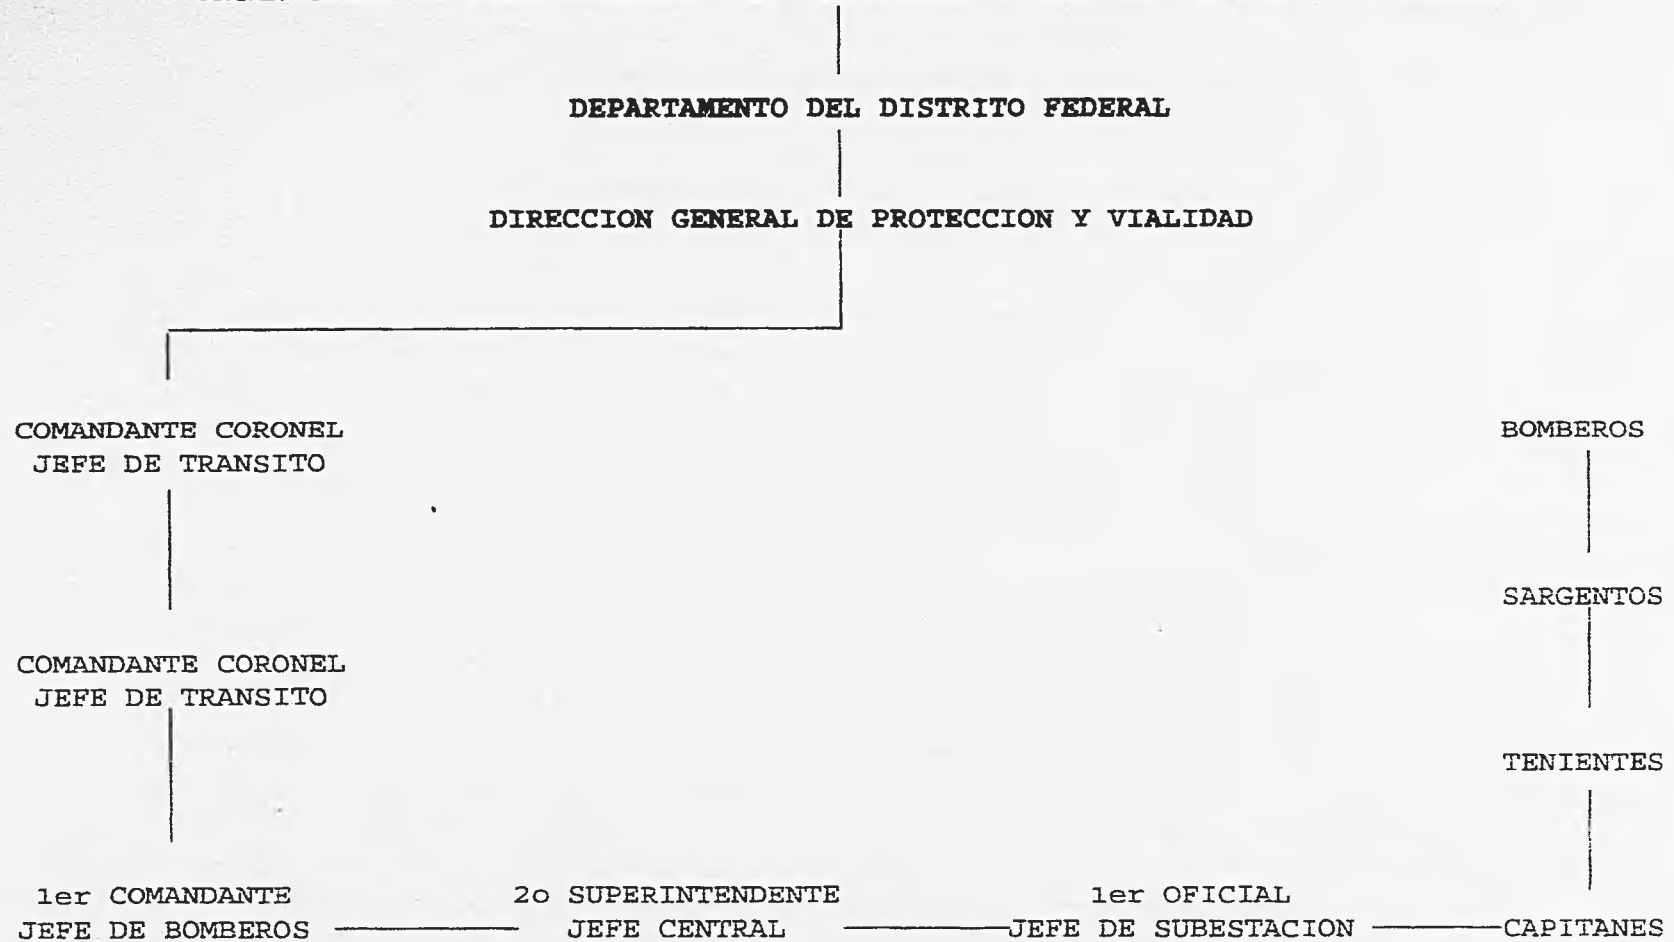 DEPARTAMENTO DEL DISTRITO FEDERAL
DIRECCION GENERAL DE PROTECCION Y VIALIDAD
COMANDANTE CORONEL
JEFE DE TRANSITO
BOMBEROS
SARGENTOS
COMANDANTE CORONEL
JEFE DE TRANSITO
TENIENTES
1er COMANDANTE
JEFE DE BOMBEROS
2o SUPERINTENDENTE
JEFE CENTRAL
1er OFICIAL
JEFE DE SUBESTACION
CAPITANES